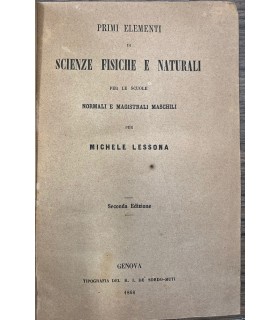 PRIMI ELEMENTI
DI
SCIENZE FISICHE E NATURALI
PER LE SCUOLE
NORMALI E MAGISTRALI MASCHILI
PER
MICHELE LESSONA
Seconda Edizione
GENOVA
TIPOGRAFIA DEL R. I. DE' SORDO-MUTI